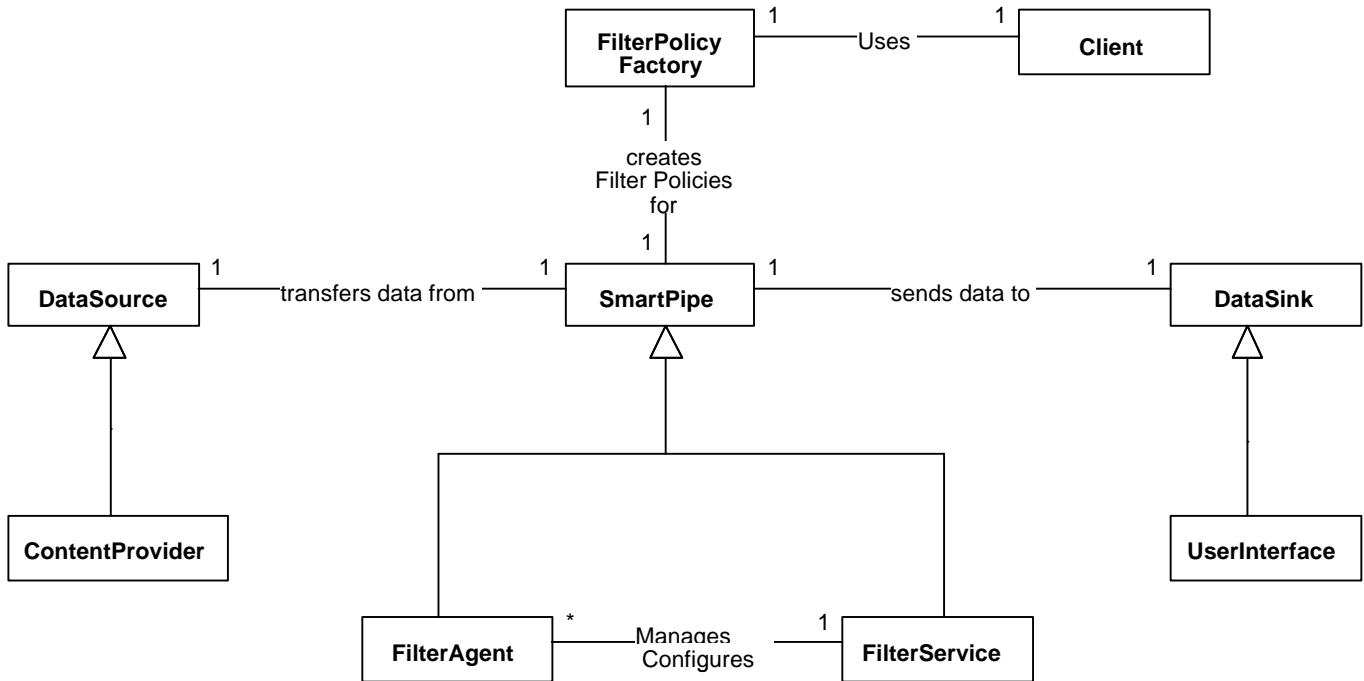 1
1
FilterPolicy
Factory
Uses
Client
1
creates
Filter Policies
for
1
1
1
1
1
DataSource
transfers data from
SmartPipe
sends data to
DataSink
ContentProvider
UserInterface
*
1
FilterAgent
Manages
Configures
FilterService